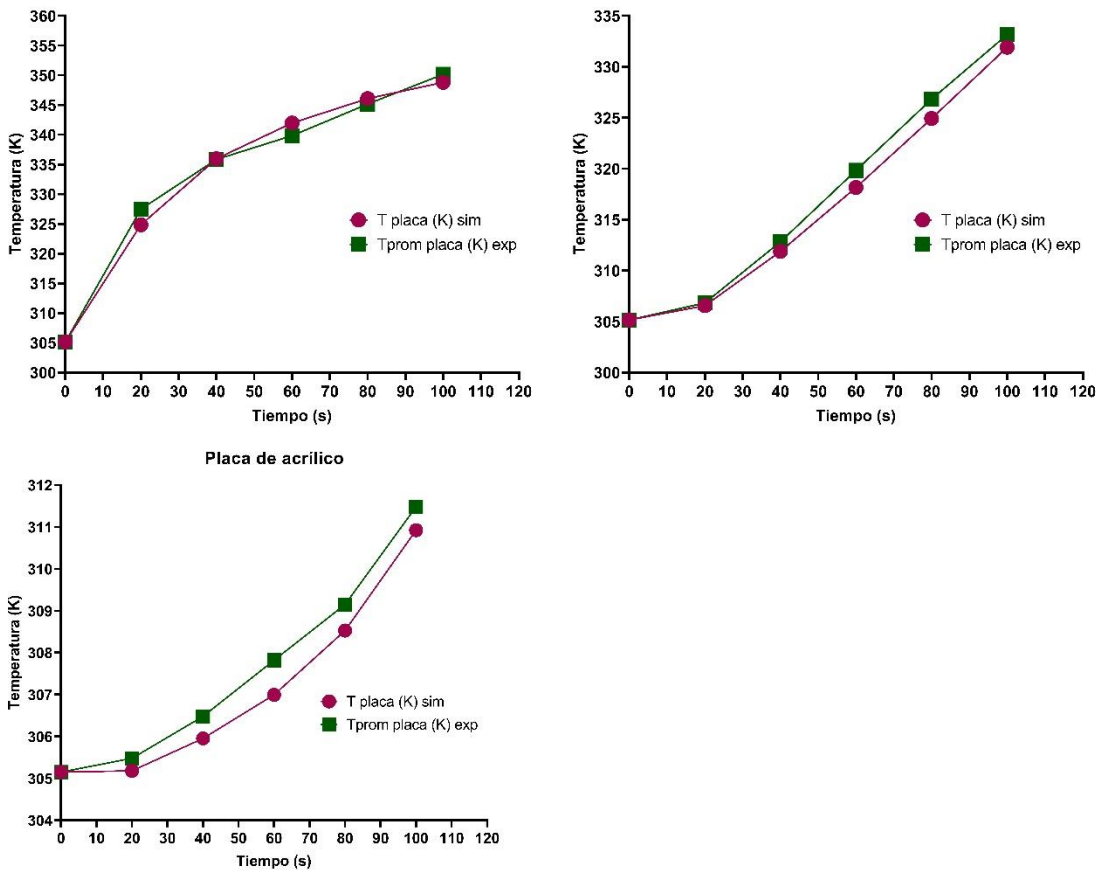 360
355
350
345
340
335
330
325
320
315
310
305
300
Temperatura (K)
T placa (K) sim
Tprom placa (K) exp
0 10 20 30 40 50 60 70 80 90 100 110 120
Tiempo (s)
335
330
325
320
315
310
305
300
Temperatura (K)
T placa (K) sim
Tprom placa (K) exp
0 10 20 30 40 50 60 70 80 90 100 110 120
Tiempo (s)
Placa de acrílico
312
311
310
309
308
307
306
305
304
Temperatura (K)
T placa (K) sim
Tprom placa (K) exp
0 10 20 30 40 50 60 70 80 90 100 110 120
Tiempo (s)